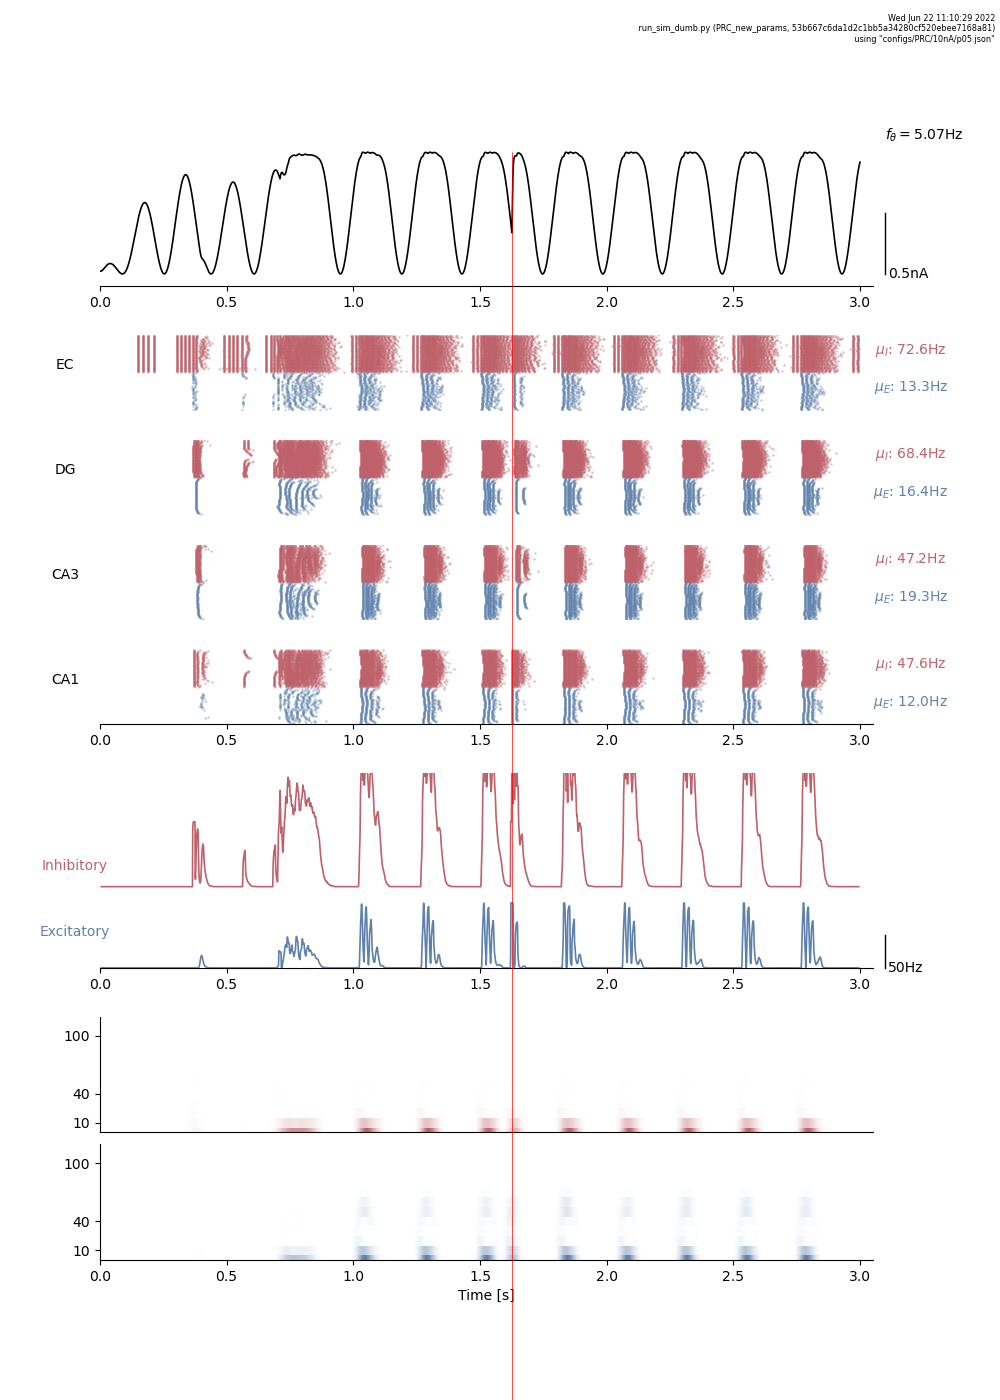 Wed Jun 22 11:10:29 2022
run_sim_dumb.py (PRC_new_params, 53b667c6da1d2c1bb5a34280cf520ebee7168a81)
using "configs/PRC/10nA/p05.json"
f_θ = 5.07Hz
0.5nA
0.0 0.5 1.0 1.5 2.0 2.5 3.0
EC
μ_I: 72.6Hz
μ_E: 13.3Hz
DG
μ_I: 68.4Hz
μ_E: 16.4Hz
CA3
μ_I: 47.2Hz
μ_E: 19.3Hz
CA1
μ_I: 47.6Hz
μ_E: 12.0Hz
0.0 0.5 1.0 1.5 2.0 2.5 3.0
Inhibitory
Excitatory
50Hz
0.0 0.5 1.0 1.5 2.0 2.5 3.0
100
40
10
100
40
10
0.0 0.5 1.0 1.5 2.0 2.5 3.0
Time [s]